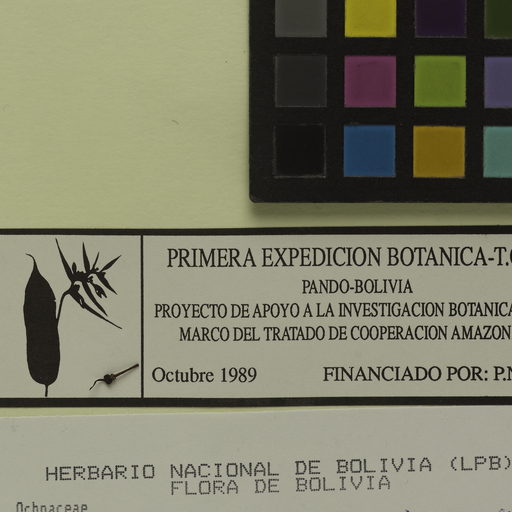 PRIMERA EXPEDICION BOTANICA-T.
PANDO-BOLIVIA
PROYECTO DE APOYO A LA INVESTIGACION BOTANICA
MARCO DEL TRATADO DE COOPERACION AMAZON
Octubre 1989 FINANCIADO POR: P.N
HERBARIO NACIONAL DE BOLIVIA (LPB)
FLORA DE BOLIVIA
Ochnaceae